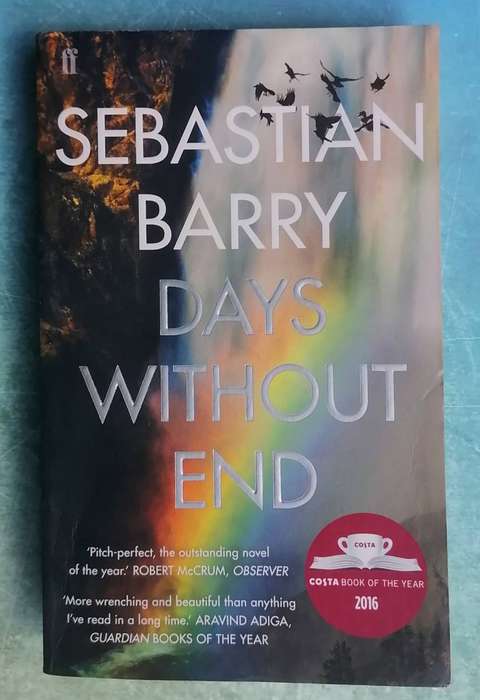 ff
SEBASTIAN
BARRY
DAYS
WITHOUT
END
'Pitch-perfect, the outstanding novel
of the year.' ROBERT McCRUM, OBSERVER
'More wrenching and beautiful than anything
I've read in a long time.' ARAVIND ADIGA,
GUARDIAN BOOKS OF THE YEAR
COSTA
COSTA BOOK OF THE YEAR
2016